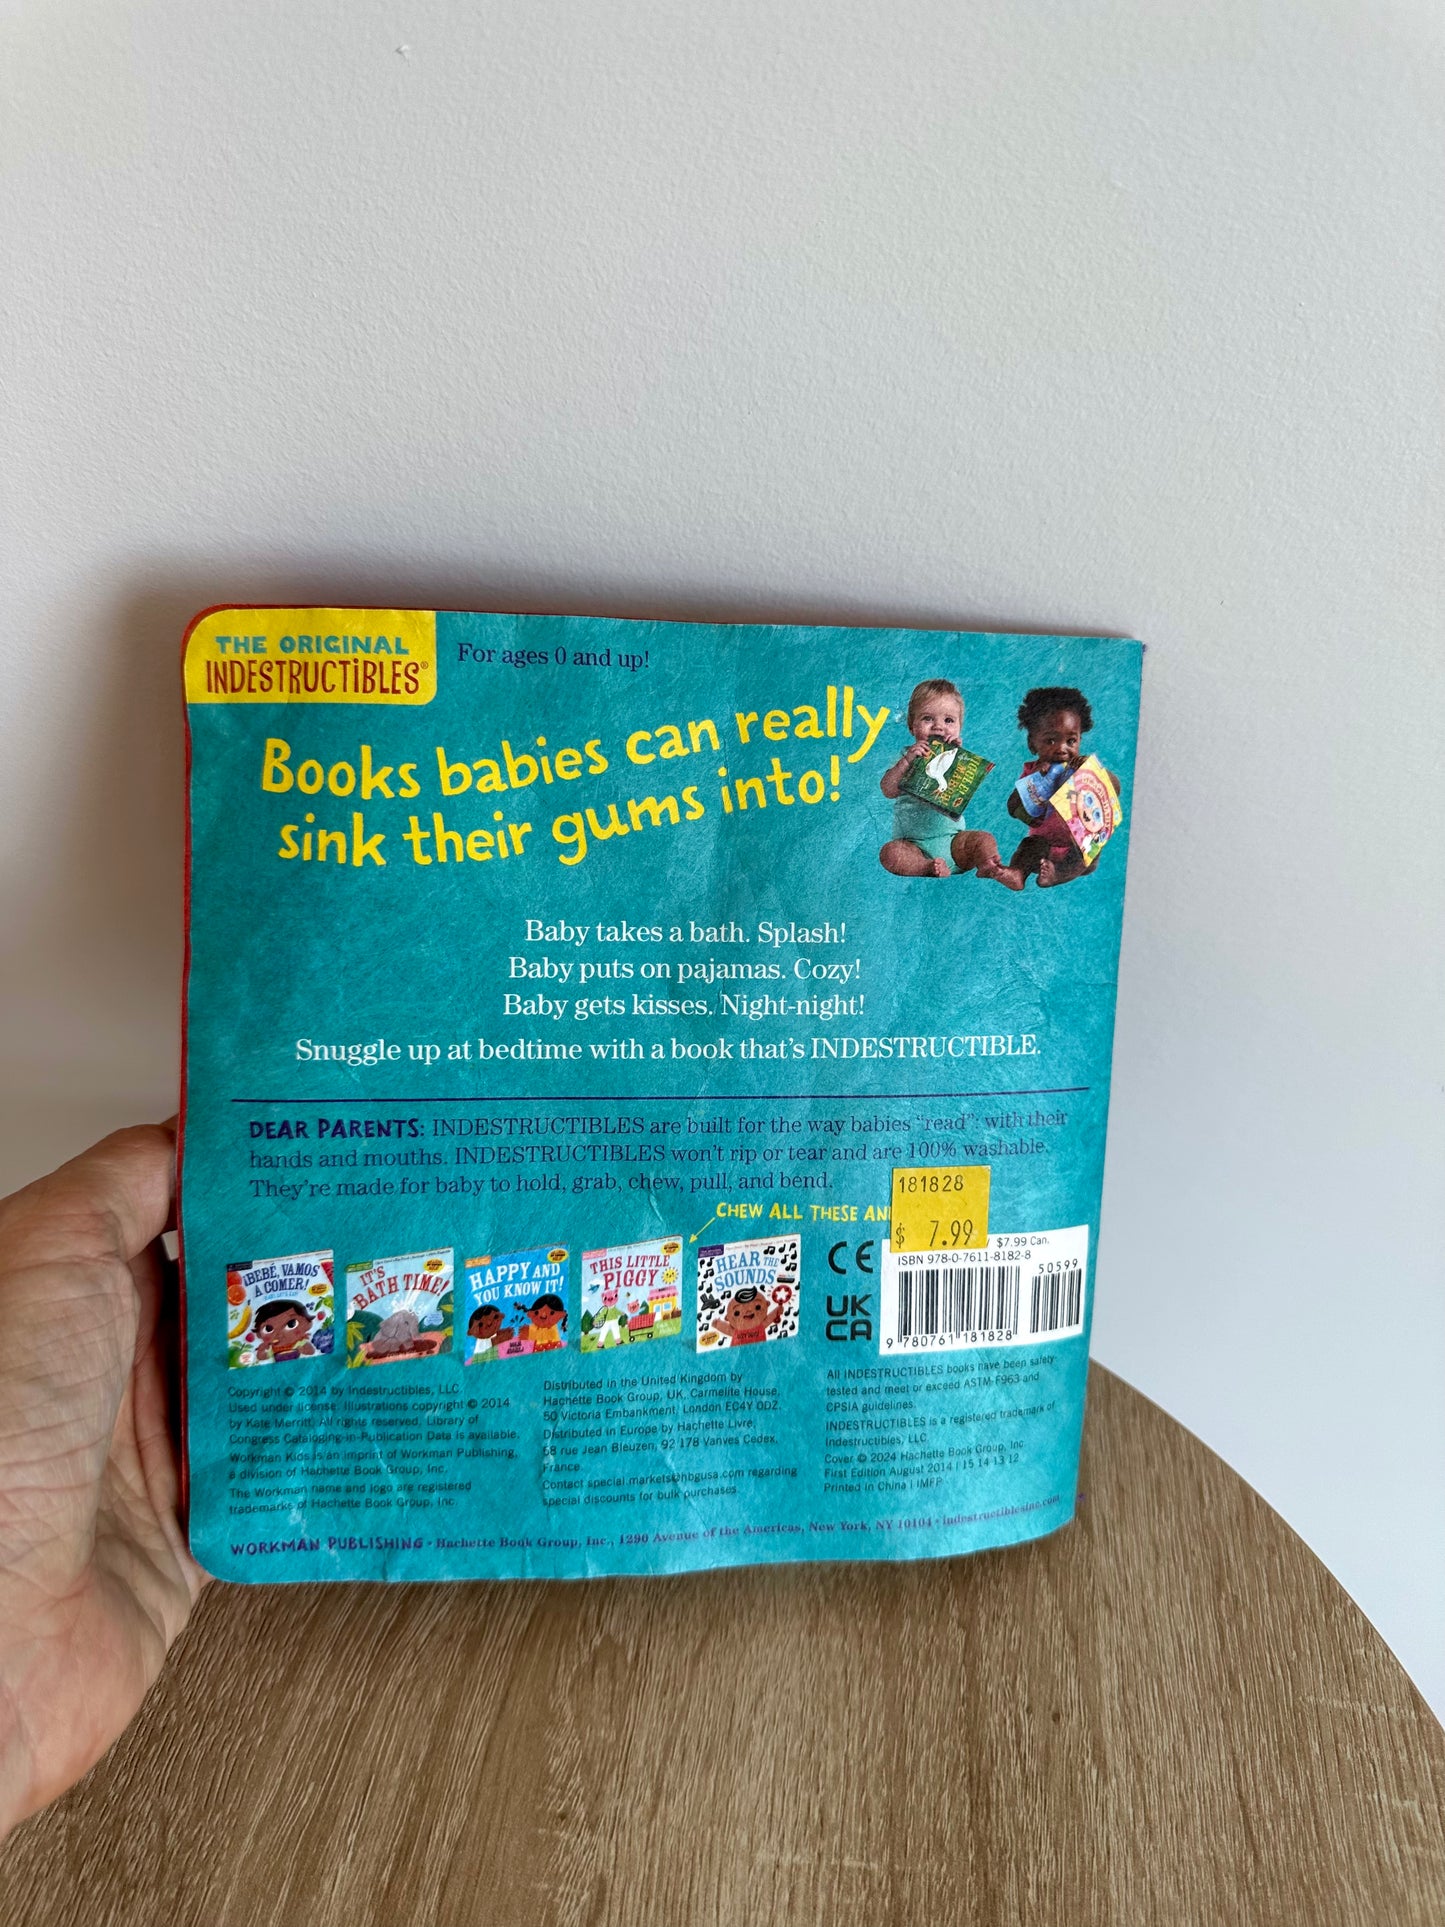 THE ORIGINAL
INDESTRUCTIBLES®
For ages 0 and up!
Books babies can really
sink their gums into!
Baby takes a bath. Splash!
Baby puts on pajamas. Cozy!
Baby gets kisses. Night-night!
Snuggle up at bedtime with a book that's INDESTRUCTIBLE.
DEAR PARENTS: INDESTRUCTIBLES are built for the way babies "read": with their
hands and mouths. INDESTRUCTIBLES won't rip or tear and are 100% washable.
They're made for baby to hold, grab, chew, pull, and bend.
CHEW ALL THESE AN
181828
$ 7.99
$7.99 Can.
ISBN 978-0-7611-8182-8
50599
9 780761 181828
CE
UK
CA
¡BEBÉ, VAMOS
A COMER!
IT'S
BATH TIME!
HAPPY AND
YOU KNOW IT!
THIS LITTLE
PIGGY
HEAR THE
SOUNDS
Copyright © 2014 by Indestructibles, LLC.
Used under license. Illustrations copyright © 2014
by Kate Merritt. All rights reserved. Library of
Congress Cataloging-in-Publication Data is available.
Workman Kids is an imprint of Workman Publishing,
a division of Hachette Book Group, Inc.
The Workman name and logo are registered
trademarks of Hachette Book Group, Inc.
Distributed in the United Kingdom by
Hachette Book Group, UK, Carmelite House,
50 Victoria Embankment, London EC4Y 0DZ.
Distributed in Europe by Hachette Livre,
58 rue Jean Bleuzen, 92 178 Vanves Cedex,
France.
Contact special.markets@hbgusa.com regarding
special discounts for bulk purchases.
All INDESTRUCTIBLES books have been safety-
tested and meet or exceed ASTM-F963 and
CPSIA guidelines.
INDESTRUCTIBLES is a registered trademark of
Indestructibles, LLC.
Cover © 2024 Hachette Book Group, Inc.
First Edition August 2014 | 15 14 13 12
Printed in China | IMFP
WORKMAN PUBLISHING • Hachette Book Group, Inc., 1290 Avenue of the Americas, New York, NY 10104 • indestructiblesinc.com